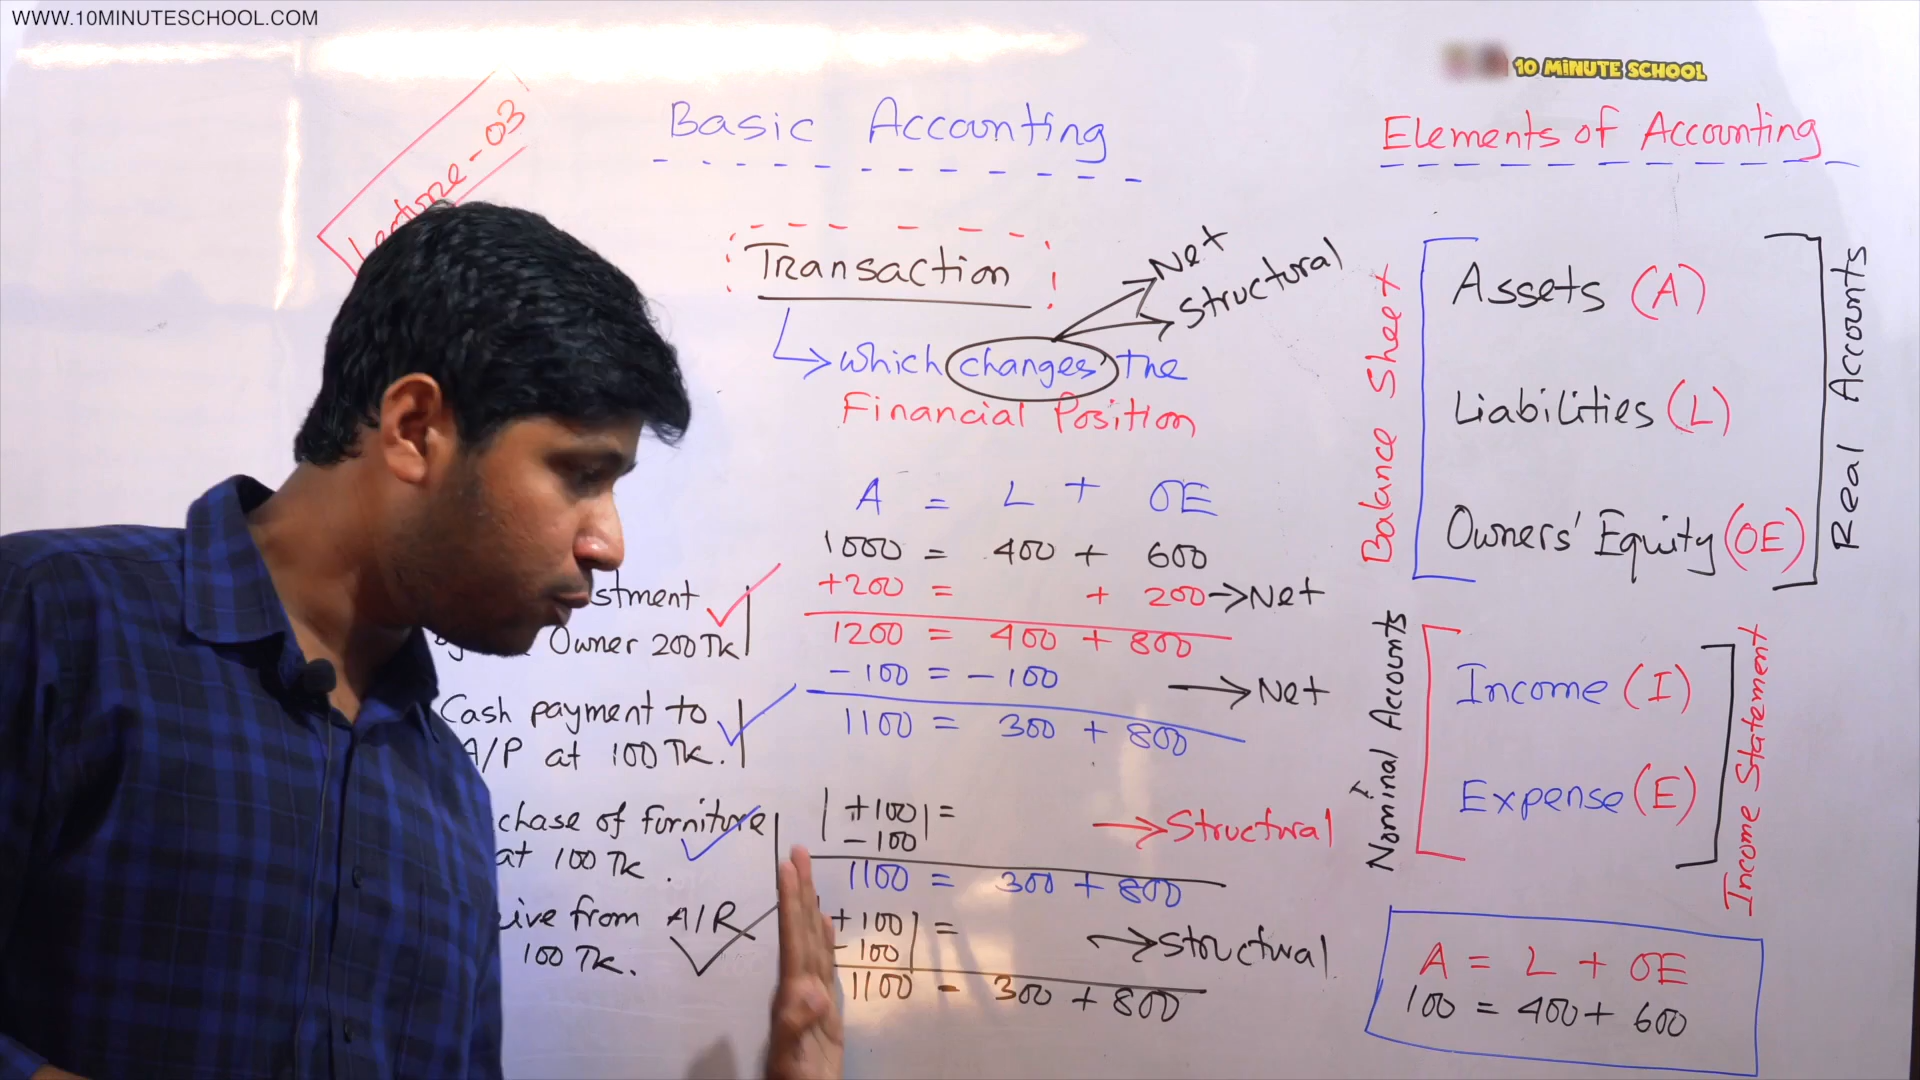 WWW.10MINUTESCHOOL.COM
10 MINUTE SCHOOL
Lecture-03
Basic Accounting
Transaction
Net
Structural
which changes the
Financial Position
A = L + OE
1000 = 400 + 600
+200 = + 200 → Net
1200 = 400 + 800
-100 = -100 → Net
1100 = 300 + 800
+100 =
-100
→ Structural
1100 = 300 + 800
+100 =
-100
→ Structural
1100 = 300 + 800
Owner 200 Tk
Cash payment to
A/P at 100 Tk.
of furniture
at 100 Tk.
from A/R
100 Tk.
Elements of Accounting
Balance Sheet
Assets (A)
Liabilities (L)
Owners' Equity (OE)
Real Accounts
Nominal Accounts
Income (I)
Expense (E)
Income Statement
A = L + OE
100 = 400 + 600